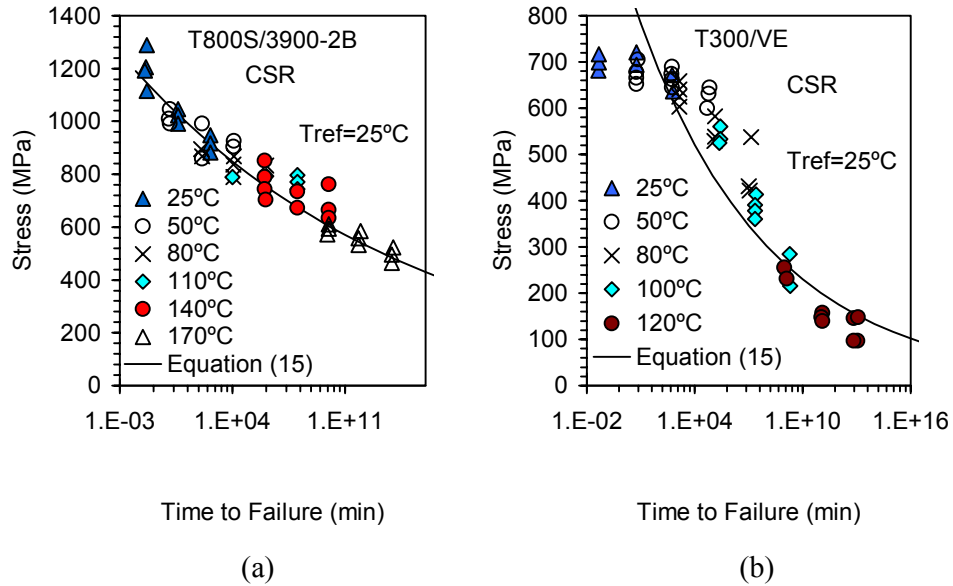 1400
1200
1000
800
600
400
200
0
Stress (MPa)
T800S/3900-2B
CSR
Tref=25ºC
25ºC
50ºC
80ºC
110ºC
140ºC
170ºC
Equation (15)
1.E-03
1.E+04
1.E+11
Time to Failure (min)
(a)
800
700
600
500
400
300
200
100
0
Stress (MPa)
T300/VE
CSR
Tref=25ºC
25ºC
50ºC
80ºC
100ºC
120ºC
Equation (15)
1.E-02
1.E+04
1.E+10
1.E+16
Time to Failure (min)
(b)